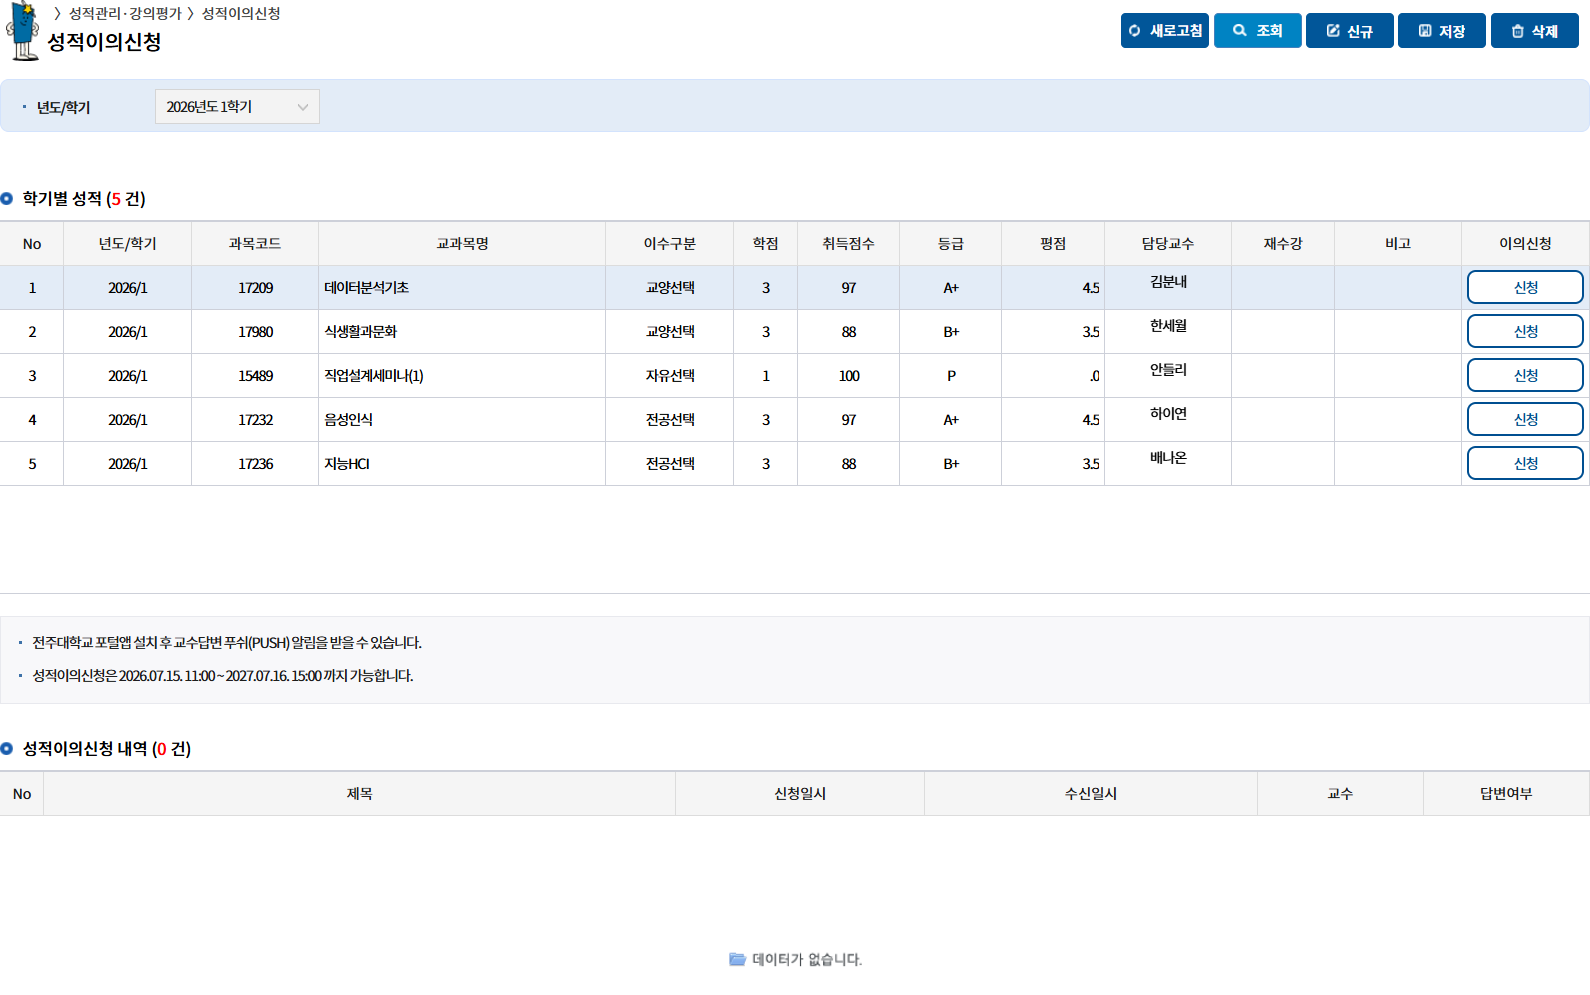 〉 성적관리·강의평가 〉 성적이의신청
성적이의신청
새로고침 조회 신규 저장 삭제
년도/학기 2026년도 1학기
학기별 성적 (5 건)
No 년도/학기 과목코드 교과목명 이수구분 학점 취득점수 등급 평점 담당교수 재수강 비고 이의신청
1 2026/1 17209 데이터분석기초 교양선택 3 97 A+ 4.5 김분내 신청
2 2026/1 17980 식생활과문화 교양선택 3 88 B+ 3.5 한세월 신청
3 2026/1 15489 직업설계세미나(1) 자유선택 1 100 P .0 안들리 신청
4 2026/1 17232 음성인식 전공선택 3 97 A+ 4.5 하이연 신청
5 2026/1 17236 지능HCI 전공선택 3 88 B+ 3.5 배나온 신청
전주대학교 포털앱 설치 후 교수답변 푸쉬(PUSH) 알림을 받을 수 있습니다.
성적이의신청은 2026.07.15. 11:00 ~ 2027.07.16. 15:00 까지 가능합니다.
성적이의신청 내역 (0 건)
No 제목 신청일시 수신일시 교수 답변여부
데이터가 없습니다.